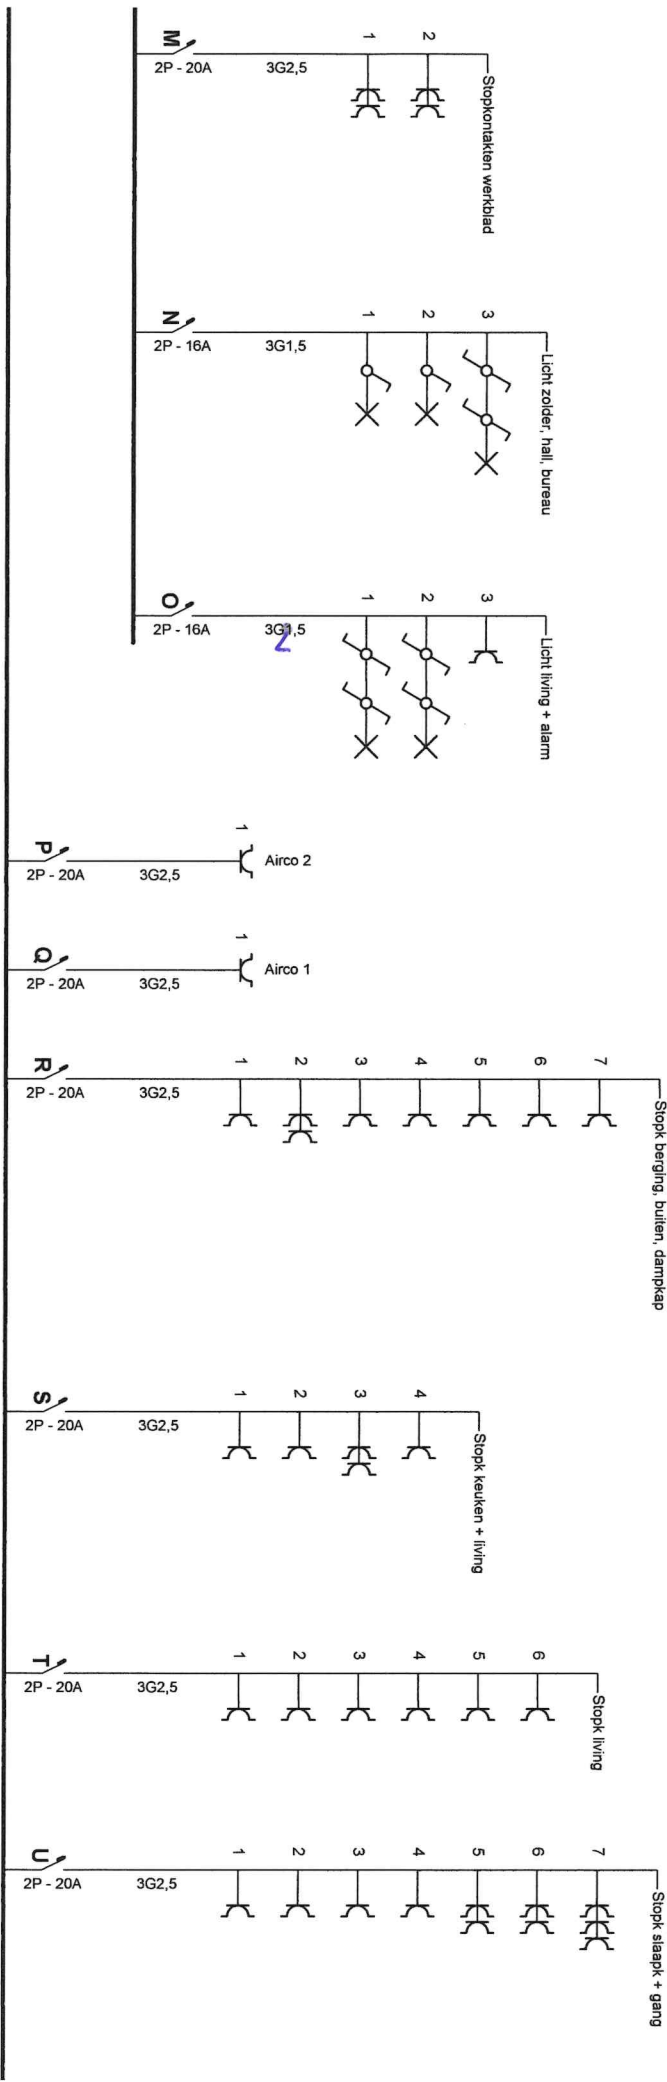 M
2P - 20A
3G2,5
1
2
Stopkontakten werkblad
N
2P - 16A
3G1,5
1
2
3
Licht zolder, hall, bureau
O
2P - 16A
3G1,5
1
2
3
Licht living + alarm
P
2P - 20A
3G2,5
1
Airco 2
Q
2P - 20A
3G2,5
1
Airco 1
R
2P - 20A
3G2,5
1
2
3
4
5
6
7
Stopk berging, buiten, dampkap
S
2P - 20A
3G2,5
1
2
3
4
Stopk keuken + living
T
2P - 20A
3G2,5
1
2
3
4
5
6
Stopk living
U
2P - 20A
3G2,5
1
2
3
4
5
6
7
Stopk slaapk + gang